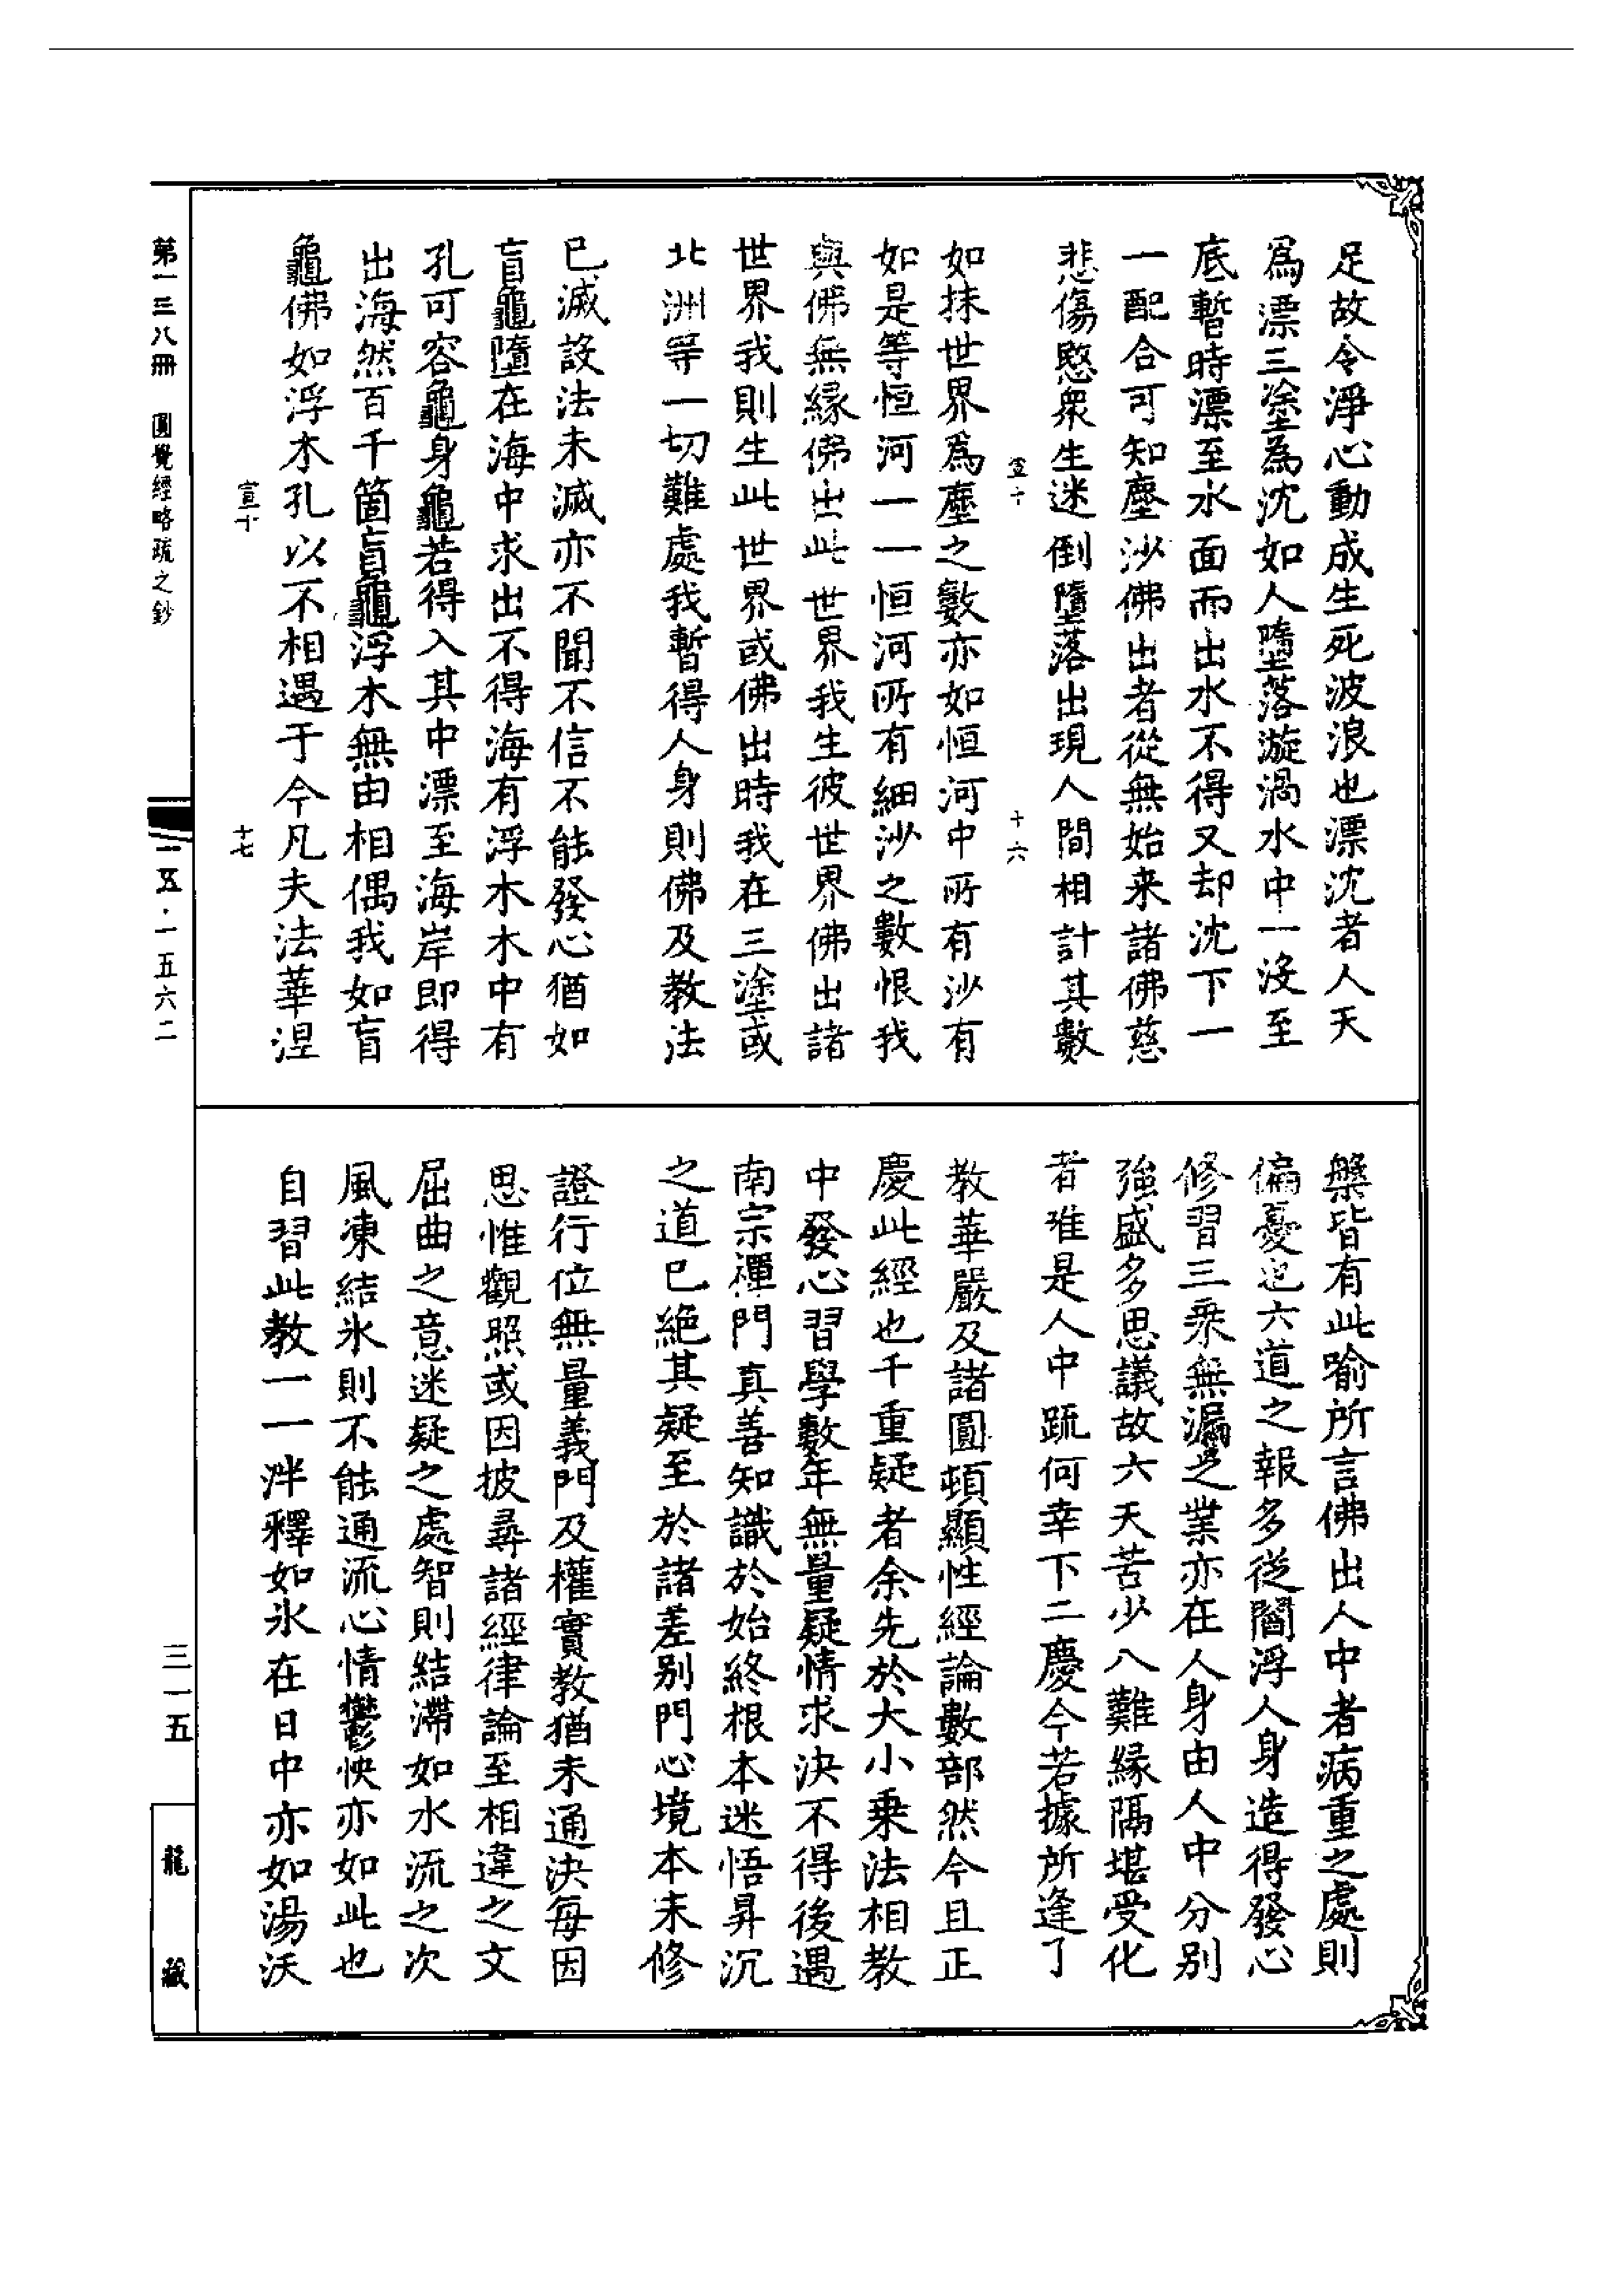 足故令淨心動成生死波浪也漂沈者人天
爲漂三塗為沈如人墮落漩渦水中一沒至
底暫時漂至水面而出水不得又却沈下一
一配合可知塵沙佛出者從無始来諸佛慈
悲傷愍衆生迷倒墮落出現人間相計其數
宣十
十六
如抹世界爲塵之數亦如恒河中所有沙有
如是等恒河一一恒河所有細沙之數恨我
與佛無緣佛出此世界我生彼世界佛出諸
世界我則生此世界或佛出時我在三塗或
北洲等一切難處我暫得人身則佛及教法
已滅設法未滅亦不聞不信不能發心猶如
盲龜墮在海中求出不得海有浮木木中有
孔可容龜身龜若得入其中漂至海岸即得
出海然百千箇盲龜浮木無由相偶我如盲
龜佛如浮木孔以不相遇于今凡夫法華涅
宣十
十七
槃皆有此喻所言佛出人中者病重之處則
偏憂也六道之報多從閻浮人身造得發心
修習三乘無漏之業亦在人身由人中分別
強盛多思議故六天苦少八難緣隔堪受化
者唯是人中跡何幸下二慶今若據所逢了
教華嚴及諸圓頓顯性經論數部然今且正
慶此經也千重疑者余先於大小乗法相教
中發心習學數年無量疑情求決不得後遇
南宗禪門真善知識於始終根本迷悟昇沉
之道已絕其疑至於諸差別門心境本末修
證行位無量義門及權實教猶未通決每因
思惟觀照或因披尋諸經律論至相違之文
屈曲之意迷疑之處智則結滯如水流之次
風凍結氷則不能通流心情鬱怏亦如此也
自習此教一一泮釋如氷在日中亦如湯沃
第一三八冊　圓覺經略疏之鈔
一五·一五六二
三一五
龍藏